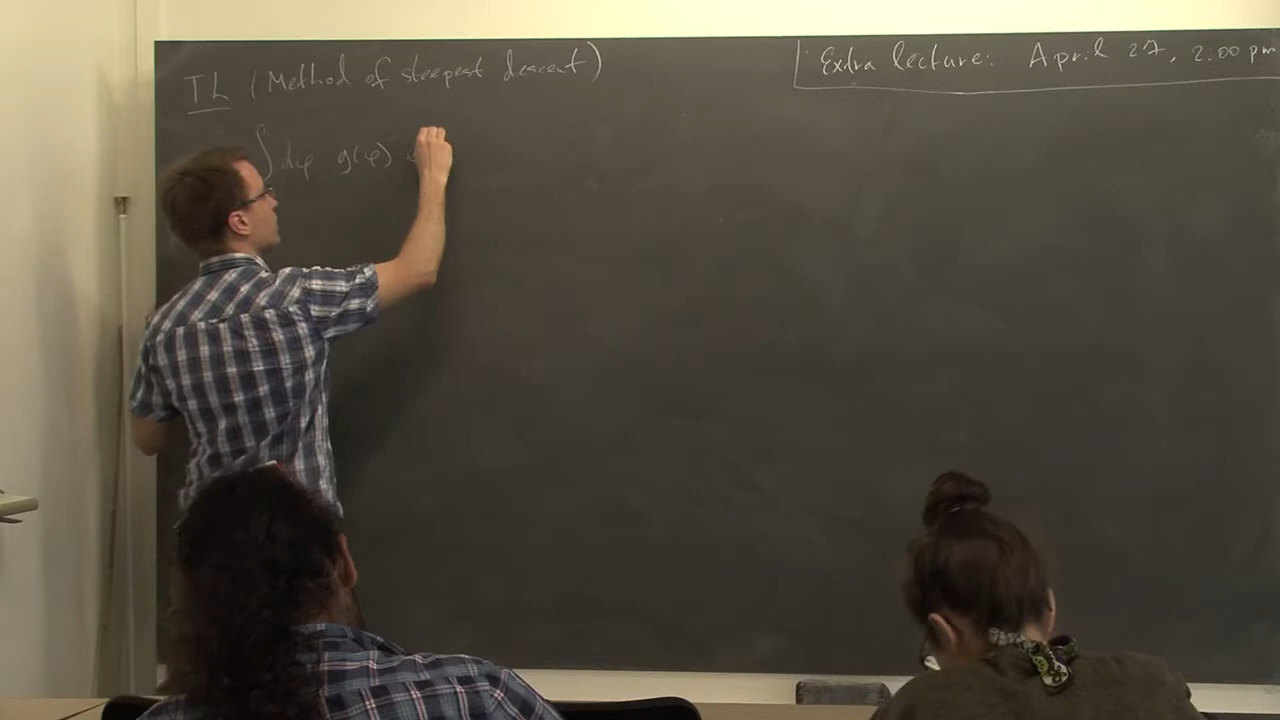 TL (Method of steepest descent)
Extra lecture: April 27, 2:00 pm
∫ dφ g(φ)